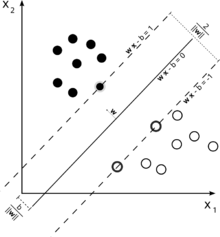 X₂
w x - b = 1
2
||w||
w x - b = 0
w x - b = -1
w
b
||w||
X₁